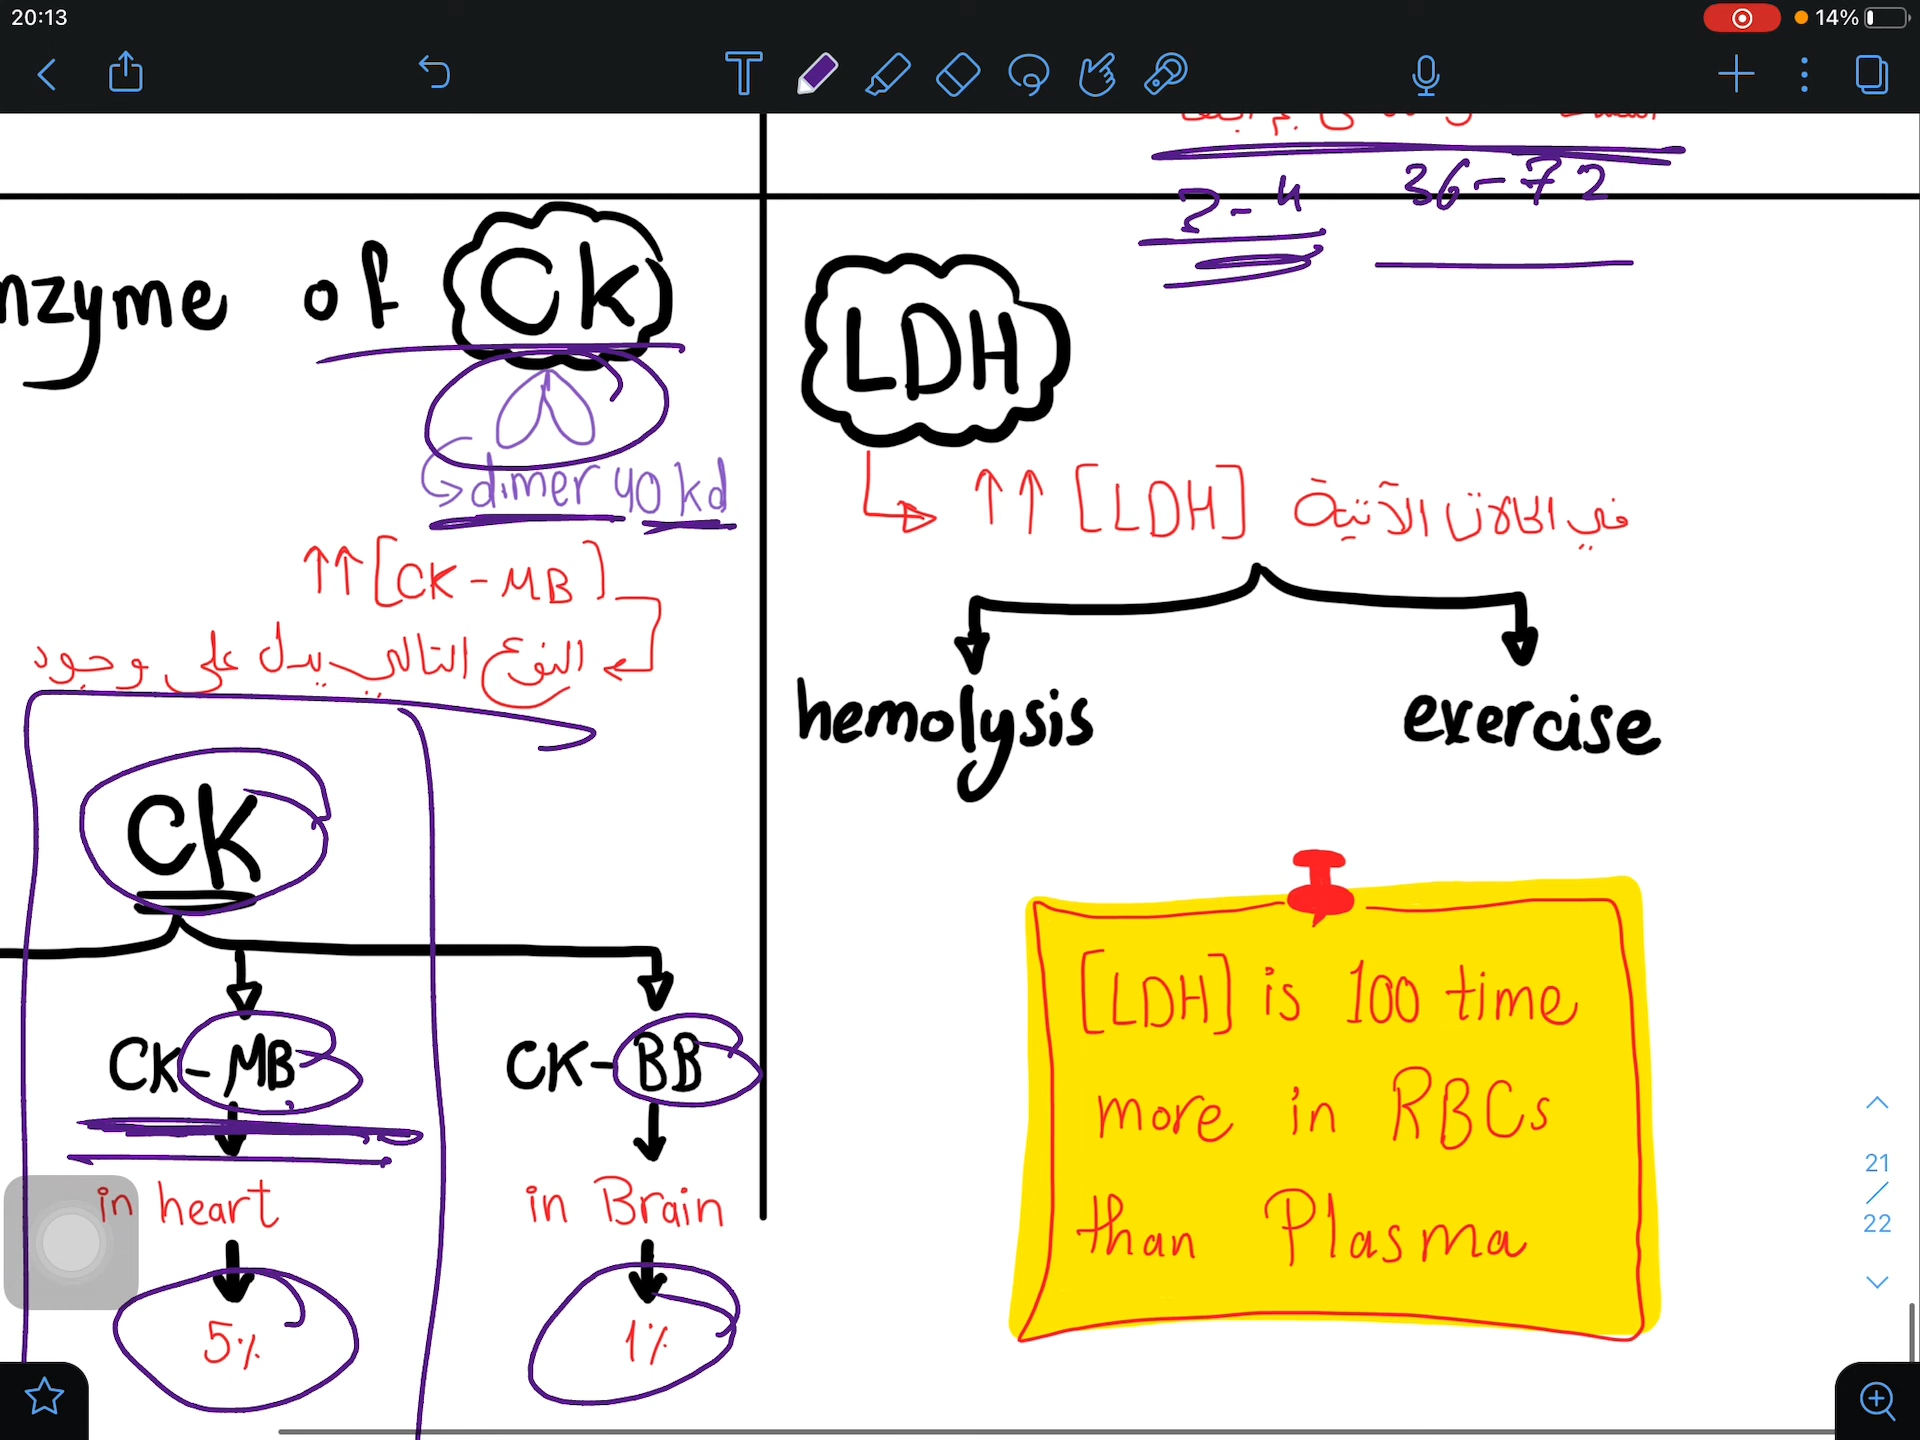 20:13
14%
2-4 36-72
nzyme of CK
dimer 40 kd
↑↑[CK-MB]
النوع التالي يدل على وجود
CK
CK-MB
in heart
5%
CK-BB
in Brain
1%
LDH
↑↑ [LDH] في الحالات الآتية
hemolysis
exercise
[LDH] is 100 time
more in RBCs
than Plasma
21
/
22